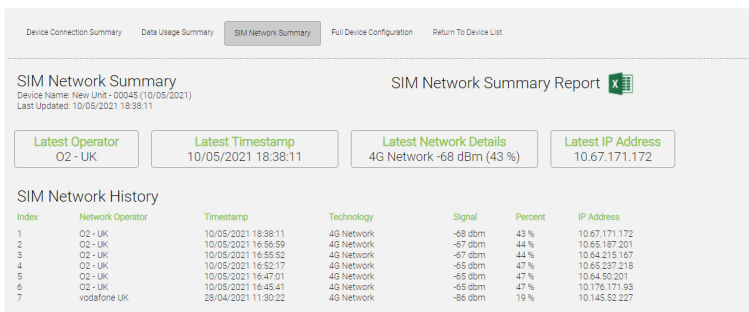 Device Connection Summary Data Usage Summary SIM Network Summary Full Device Configuration Return To Device List
SIM Network Summary
Device Name: New Unit - 00045 (10/05/2021)
Last Updated: 10/05/2021 18:38:11
SIM Network Summary Report
Latest Operator
O2 - UK
Latest Timestamp
10/05/2021 18:38:11
Latest Network Details
4G Network -68 dBm (43 %)
Latest IP Address
10.67.171.172
SIM Network History
Index Network Operator Timestamp Technology Signal Percent IP Address
1 O2 - UK 10/05/2021 18:38:11 4G Network -68 dbm 43 % 10.67.171.172
2 O2 - UK 10/05/2021 16:56:59 4G Network -67 dbm 44 % 10.65.187.201
3 O2 - UK 10/05/2021 16:55:52 4G Network -67 dbm 44 % 10.64.215.167
4 O2 - UK 10/05/2021 16:52:17 4G Network -65 dbm 47 % 10.65.237.218
5 O2 - UK 10/05/2021 16:47:01 4G Network -65 dbm 47 % 10.64.50.201
6 O2 - UK 10/05/2021 16:45:41 4G Network -65 dbm 47 % 10.176.171.93
7 vodafone UK 28/04/2021 11:30:22 4G Network -86 dbm 19 % 10.145.52.227